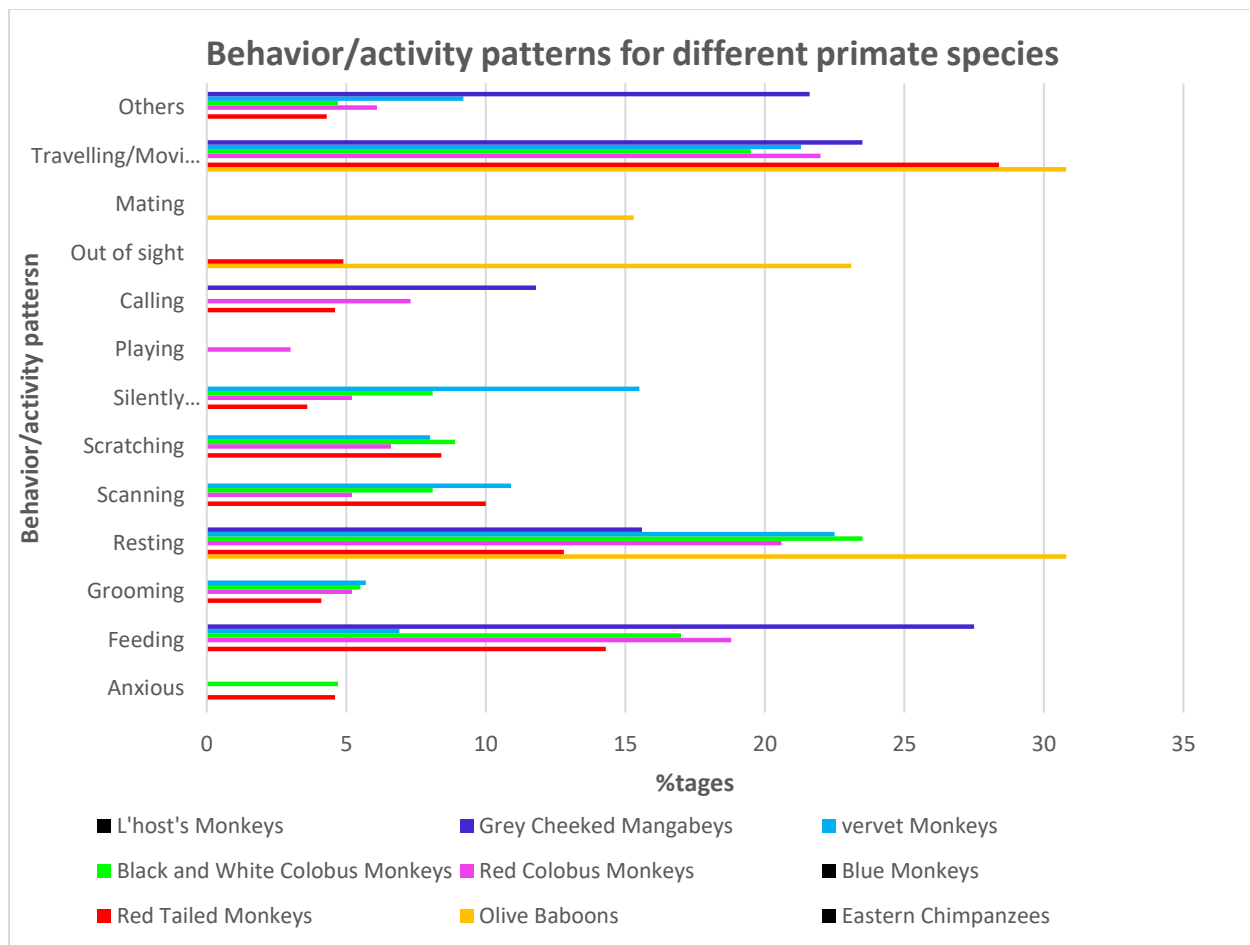 Behavior/activity patterns for different primate species
Behavior/activity pattersn
Others
Travelling/Movi...
Mating
Out of sight
Calling
Playing
Silently...
Scratching
Scanning
Resting
Grooming
Feeding
Anxious
0 5 10 15 20 25 30 35
%tages
L'host's Monkeys Grey Cheeked Mangabeys vervet Monkeys
Black and White Colobus Monkeys Red Colobus Monkeys Blue Monkeys
Red Tailed Monkeys Olive Baboons Eastern Chimpanzees